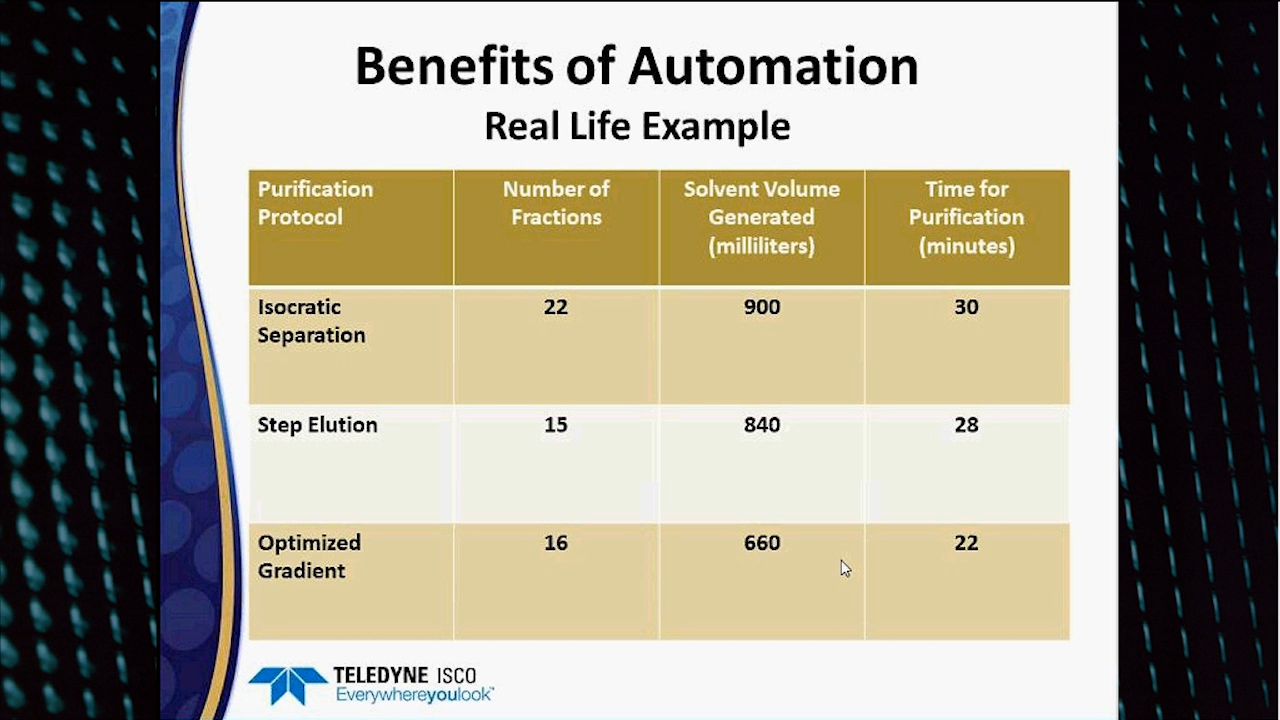 Benefits of Automation
Real Life Example
Purification Protocol
Number of Fractions
Solvent Volume Generated (milliliters)
Time for Purification (minutes)
Isocratic Separation
22
900
30
Step Elution
15
840
28
Optimized Gradient
16
660
22
TELEDYNE ISCO
Everywhereyoulook™